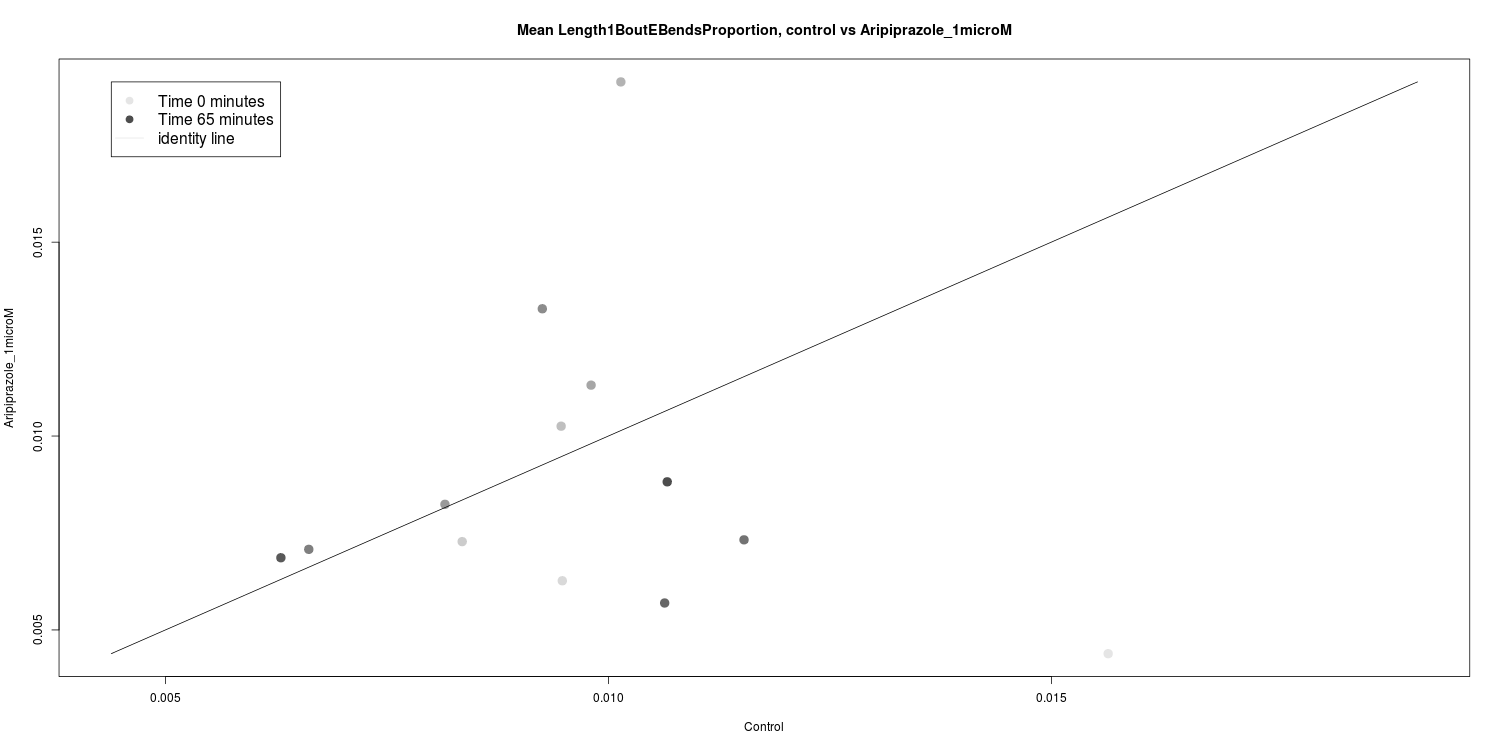 Mean Length1BoutEBendsProportion, control vs Aripiprazole_1microM
Time 0 minutes
Time 65 minutes
identity line
Aripiprazole_1microM
0.015
0.010
0.005
0.005
0.010
0.015
Control